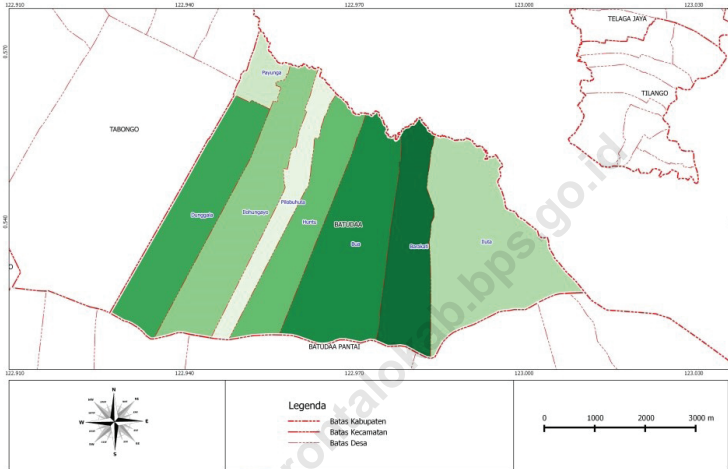 122.910 122.940 122.970 123.000 123.030
TELAGA JAYA
0.570
Payunga
TILANGO
TABONGO
Pilobuhuta
Dunggala
Bohungayo
Huntu
BATUDAA
0.540
Bua
Barakati
Iluta
O
BATUDAA PANTAI
122.910 122.940 122.970 123.000 123.030
N
W E
S
Legenda
Batas Kabupaten
Batas Kecamatan
Batas Desa
0 1000 2000 3000 m
orontalokab.bps.go.id